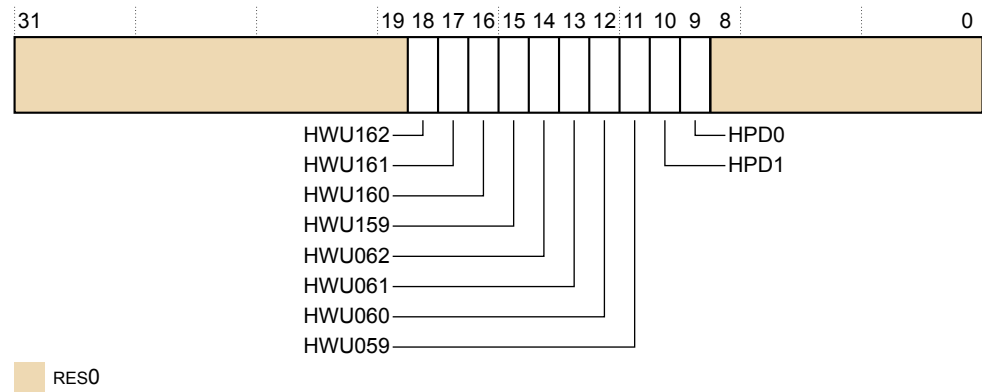 31 19 18 17 16 15 14 13 12 11 10 9 8 0
HWU162 HPD0
HWU161 HPD1
HWU160
HWU159
HWU062
HWU061
HWU060
HWU059
RES0